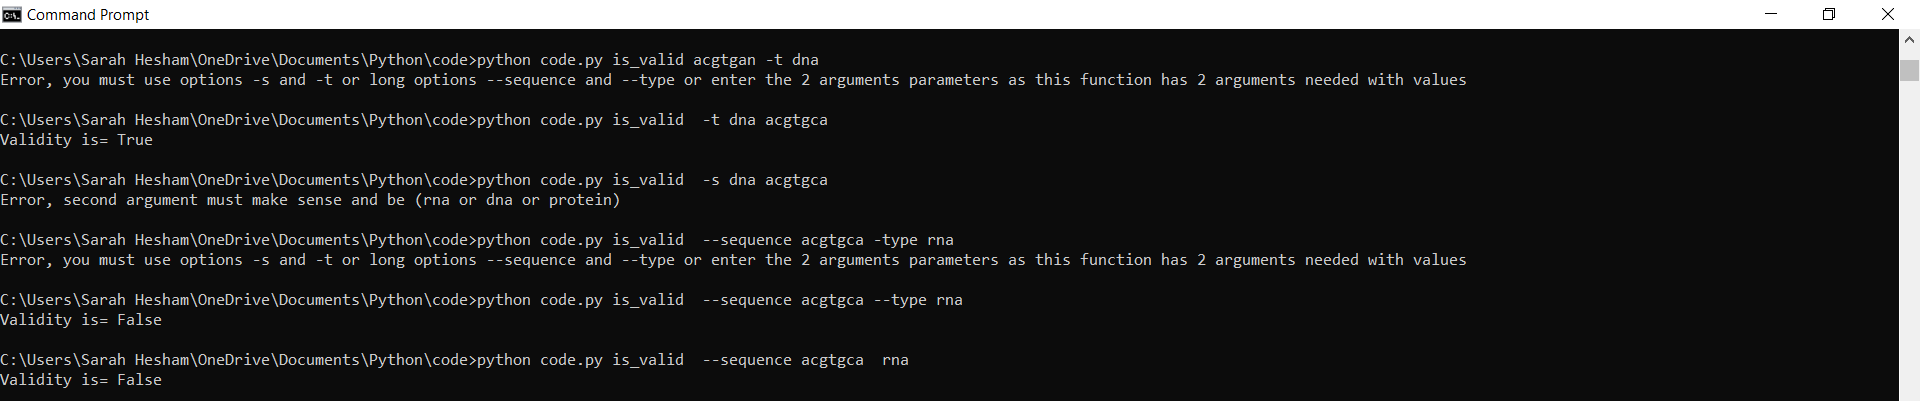 Command Prompt
C:\Users\Sarah Hesham\OneDrive\Documents\Python\code>python code.py is_valid acgtgan -t dna
Error, you must use options -s and -t or long options --sequence and --type or enter the 2 arguments parameters as this function has 2 arguments needed with values
C:\Users\Sarah Hesham\OneDrive\Documents\Python\code>python code.py is_valid  -t dna acgtgca
Validity is= True
C:\Users\Sarah Hesham\OneDrive\Documents\Python\code>python code.py is_valid  -s dna acgtgca
Error, second argument must make sense and be (rna or dna or protein)
C:\Users\Sarah Hesham\OneDrive\Documents\Python\code>python code.py is_valid  --sequence acgtgca -type rna
Error, you must use options -s and -t or long options --sequence and --type or enter the 2 arguments parameters as this function has 2 arguments needed with values
C:\Users\Sarah Hesham\OneDrive\Documents\Python\code>python code.py is_valid  --sequence acgtgca --type rna
Validity is= False
C:\Users\Sarah Hesham\OneDrive\Documents\Python\code>python code.py is_valid  --sequence acgtgca  rna
Validity is= False